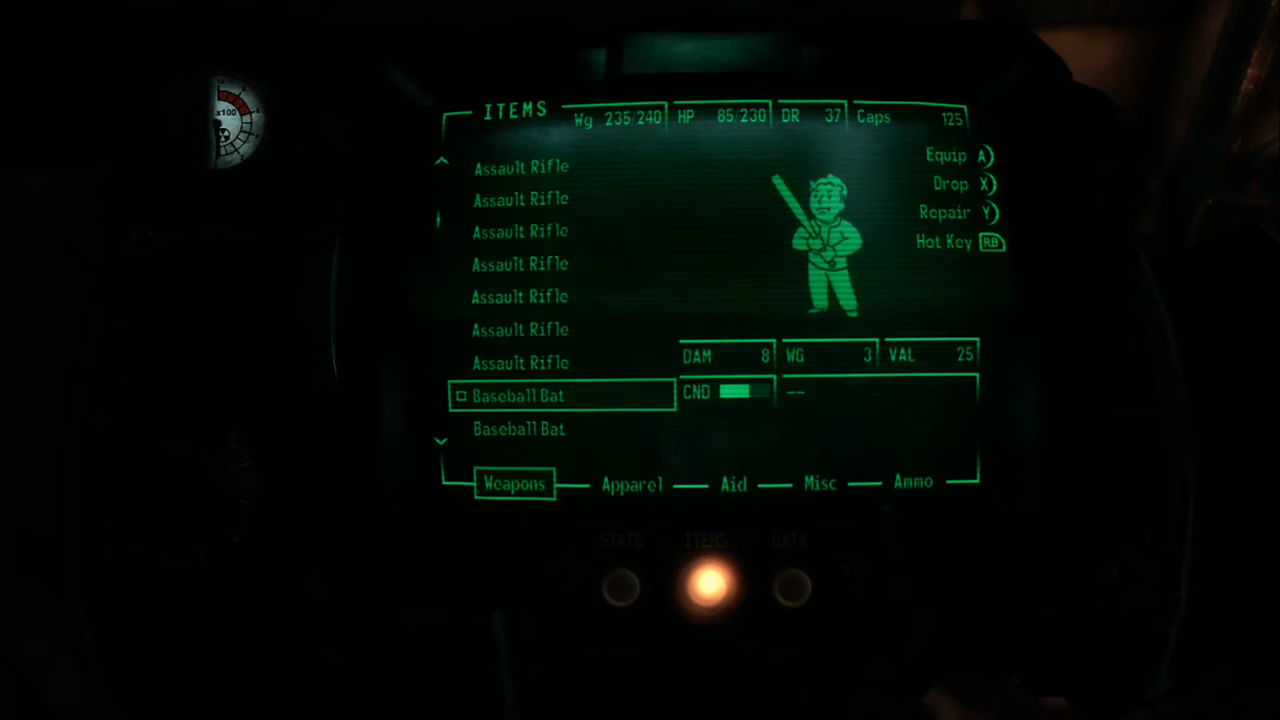 x100
ITEMS Wg 235/240 HP 85/230 DR 37 Caps 125
Assault Rifle
Assault Rifle
Assault Rifle
Assault Rifle
Assault Rifle
Assault Rifle
Assault Rifle
Baseball Bat
Baseball Bat
Equip A)
Drop X)
Repair Y)
Hot Key RB
DAM 8 WG 3 VAL 25
CND --
Weapons Apparel Aid Misc Ammo
STATS ITEMS DATA